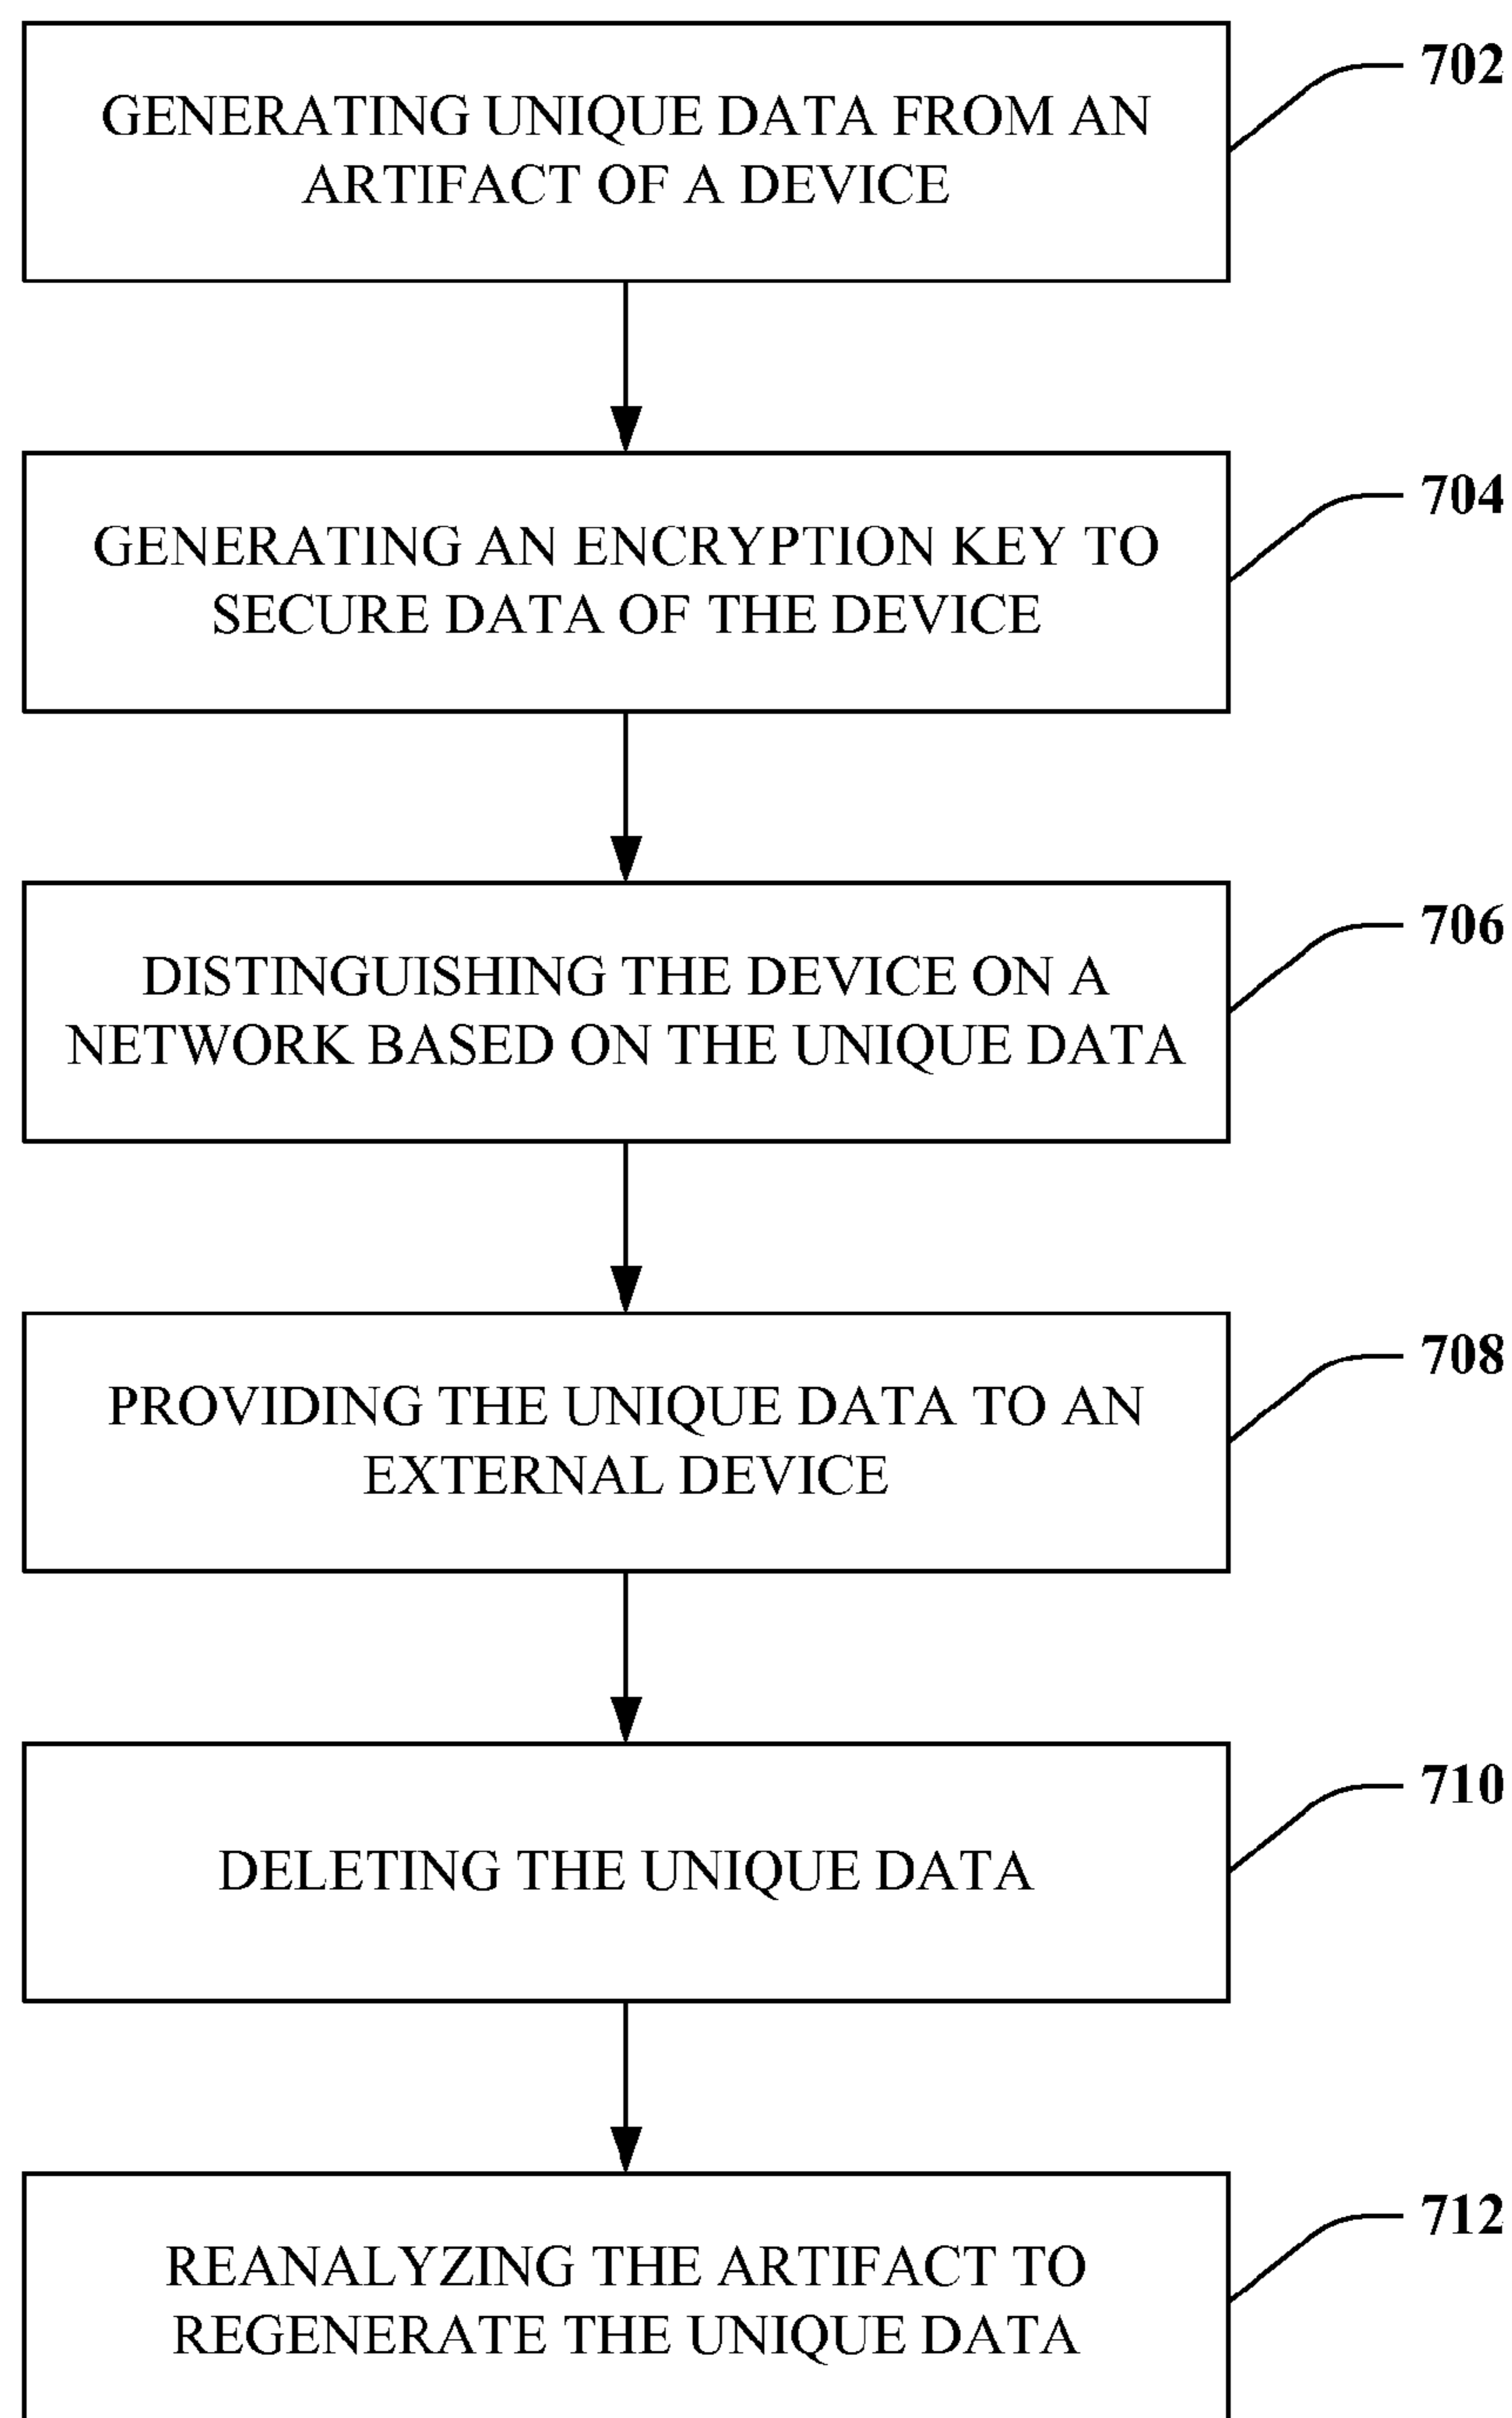 702
GENERATING UNIQUE DATA FROM AN
ARTIFACT OF A DEVICE
704
GENERATING AN ENCRYPTION KEY TO
SECURE DATA OF THE DEVICE
706
DISTINGUISHING THE DEVICE ON A
NETWORK BASED ON THE UNIQUE DATA
708
PROVIDING THE UNIQUE DATA TO AN
EXTERNAL DEVICE
710
DELETING THE UNIQUE DATA
712
REANALYZING THE ARTIFACT TO
REGENERATE THE UNIQUE DATA